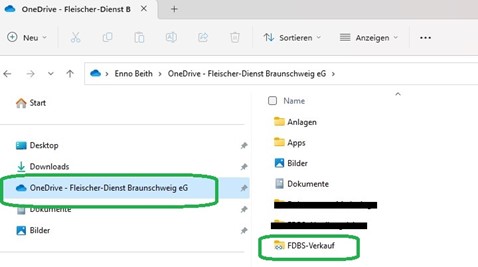 OneDrive - Fleischer-Dienst B
Neu
Sortieren
Anzeigen
Enno Beith > OneDrive - Fleischer-Dienst Braunschweig eG >
Start
Desktop
Downloads
OneDrive - Fleischer-Dienst Braunschweig eG
Dokumente
Bilder
Name
Anlagen
Apps
Bilder
Dokumente
FDBS-Verkauf